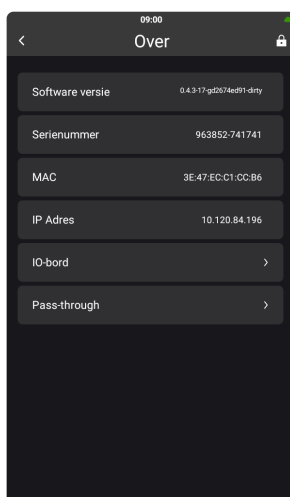 09:00
Over
Software versie 0.4.3-17-gd2674ed91-dirty
Serienummer 963852-741741
MAC 3E:47:EC:C1:CC:B6
IP Adres 10.120.84.196
IO-bord
Pass-through